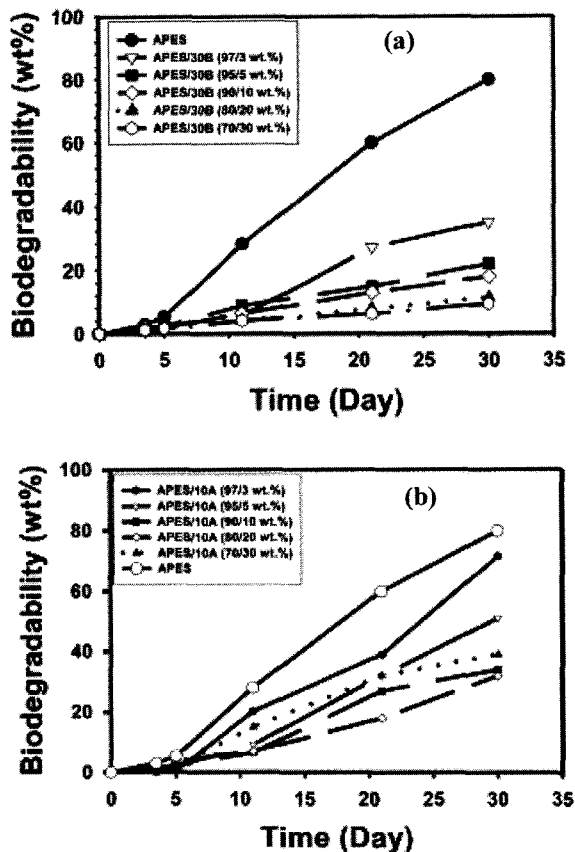 (a)
APES
APES/30B (97/3 wt.%)
APES/30B (95/5 wt.%)
APES/30B (90/10 wt.%)
APES/30B (80/20 wt.%)
APES/30B (70/30 wt.%)
Biodegradability (wt%)
100
80
60
40
20
0
0 5 10 15 20 25 30 35
Time (Day)
(b)
APES/10A (97/3 wt.%)
APES/10A (95/5 wt.%)
APES/10A (90/10 wt.%)
APES/10A (80/20 wt.%)
APES/10A (70/30 wt.%)
APES
Biodegradability (wt%)
100
80
60
40
20
0
0 5 10 15 20 25 30 35
Time (Day)